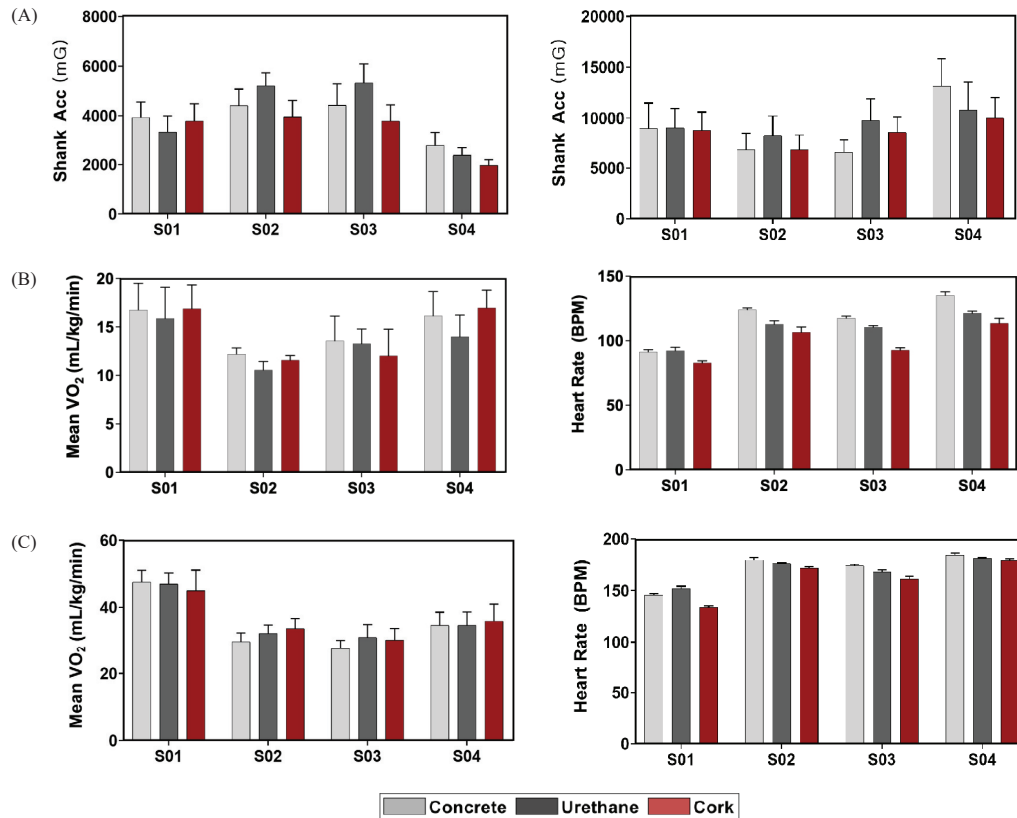 (A)
Shank Acc (mG)
8000
6000
4000
2000
0
S01 S02 S03 S04
Shank Acc (mG)
20000
15000
10000
5000
0
S01 S02 S03 S04
(B)
Mean VO₂ (mL/kg/min)
20
15
10
5
0
S01 S02 S03 S04
Heart Rate (BPM)
150
100
50
0
S01 S02 S03 S04
(C)
Mean VO₂ (mL/kg/min)
60
40
20
0
S01 S02 S03 S04
Heart Rate (BPM)
200
150
100
50
0
S01 S02 S03 S04
Concrete Urethane Cork